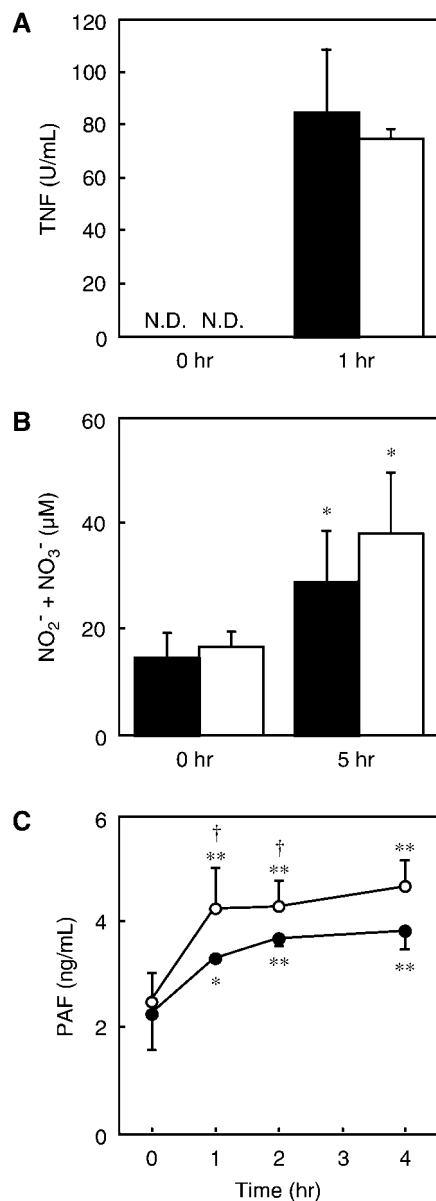 A
120
100
80
60
40
20
0
TNF (U/mL)
N.D. N.D.
0 hr 1 hr
B
60
40
20
0
NO₂⁻ + NO₃⁻ (µM)
* *
0 hr 5 hr
C
6
4
2
0
PAF (ng/mL)
† † **
** **
* ** **
0 1 2 3 4
Time (hr)